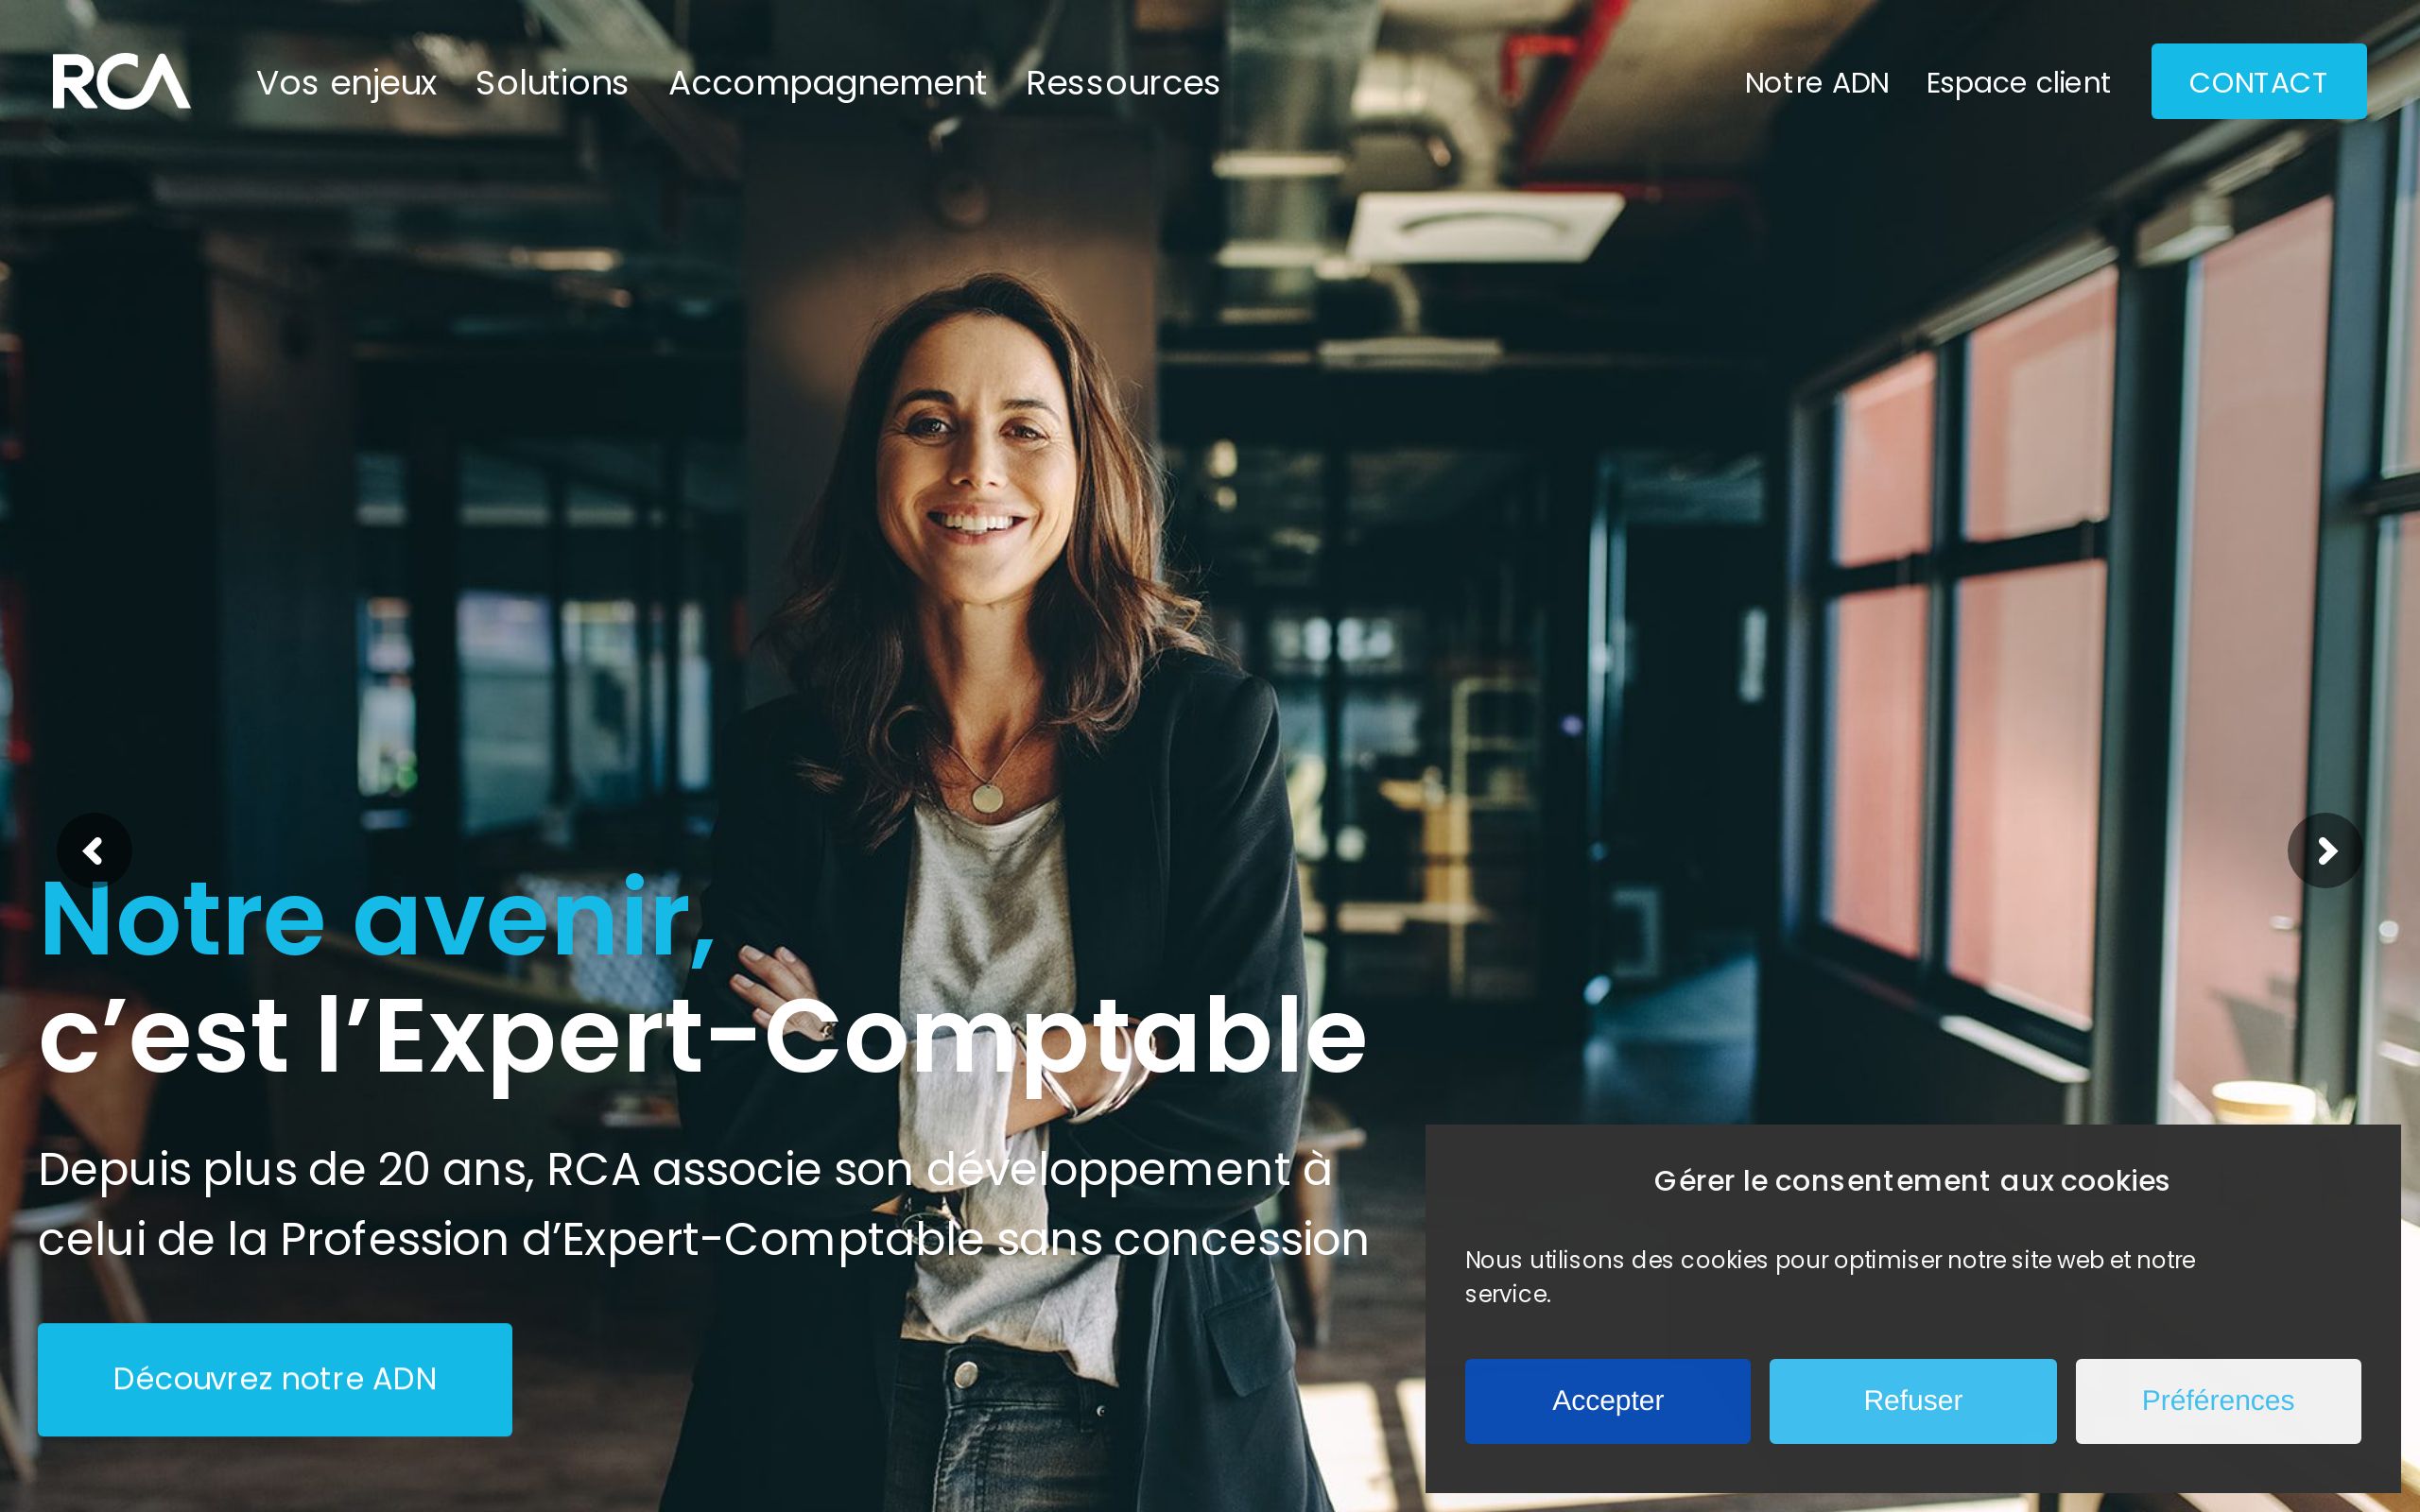 RCA
Vos enjeux
Solutions
Accompagnement
Ressources
Notre ADN
Espace client
CONTACT
Notre avenir,
c’est l’Expert-Comptable
Depuis plus de 20 ans, RCA associe son développement à
celui de la Profession d’Expert-Comptable sans concession
Découvrez notre ADN
Gérer le consentement aux cookies
Nous utilisons des cookies pour optimiser notre site web et notre
service.
Accepter
Refuser
Préférences